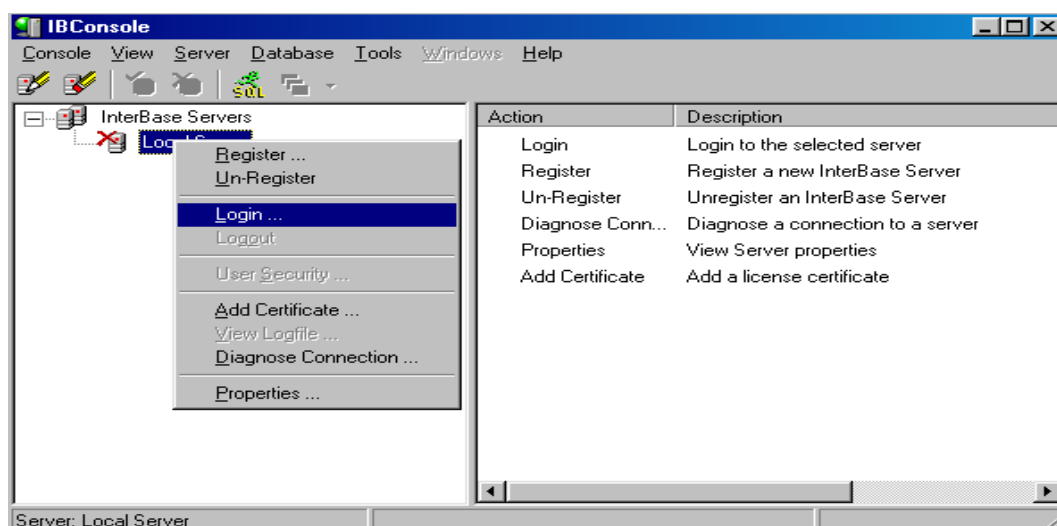 IBConsole
Console View Server Database Tools Windows Help
SQL
InterBase Servers
Register ...
Un-Register
Login ...
Logout
User Security ...
Add Certificate ...
View Logfile ...
Diagnose Connection ...
Properties ...
Action Description
Login Login to the selected server
Register Register a new InterBase Server
Un-Register Unregister an InterBase Server
Diagnose Conn... Diagnose a connection to a server
Properties View Server properties
Add Certificate Add a license certificate
Server: Local Server